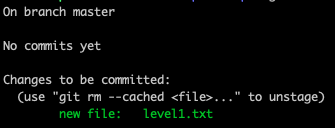 On branch master
No commits yet
Changes to be committed:
(use "git rm --cached <file>..." to unstage)
new file: level1.txt